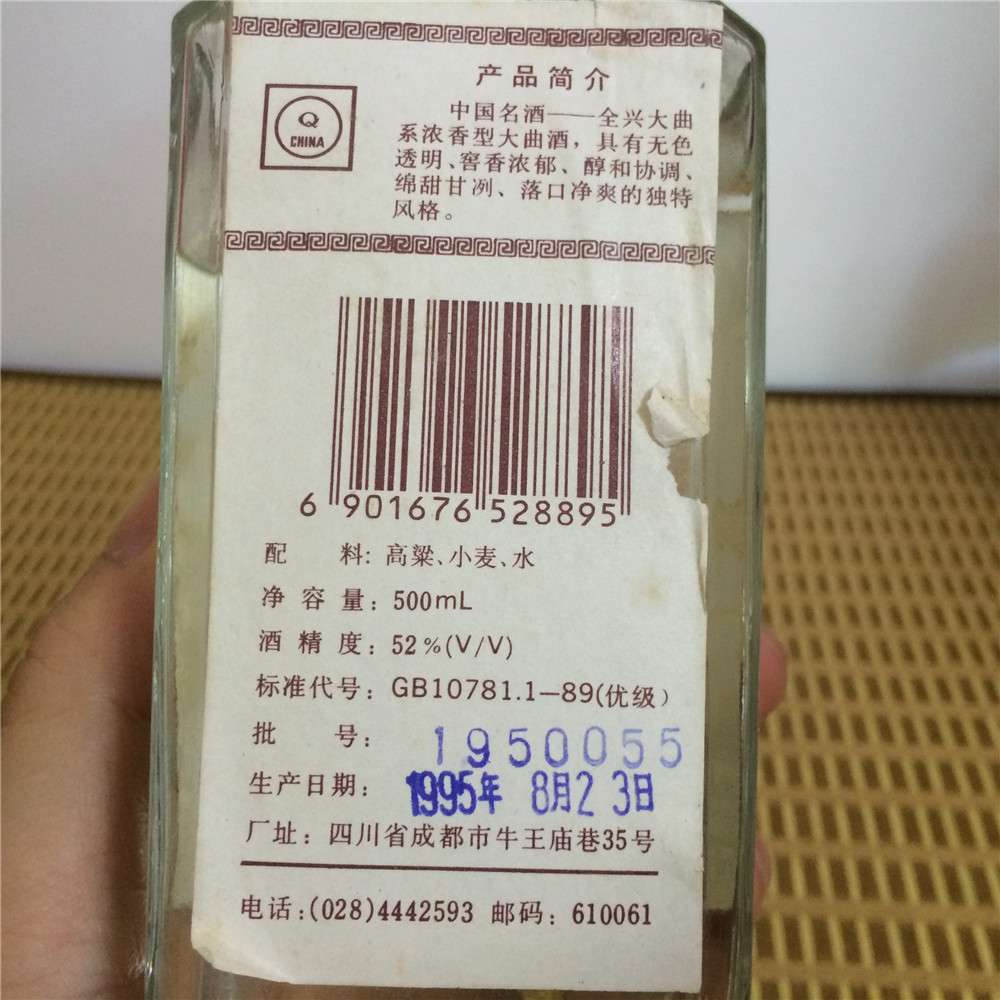 产品简介
Q
CHINA
中国名酒——全兴大曲
系浓香型大曲酒，具有无色
透明、窖香浓郁、醇和协调、
绵甜甘冽、落口净爽的独特
风格。
6 901676 528895
配 料: 高粱、小麦、水
净 容 量: 500mL
酒 精 度: 52%(V/V)
标准代号: GB10781.1—89(优级)
批 号: 1950055
生产日期: 1995年 8月23日
厂址: 四川省成都市牛王庙巷35号
电话:(028)4442593 邮码: 610061